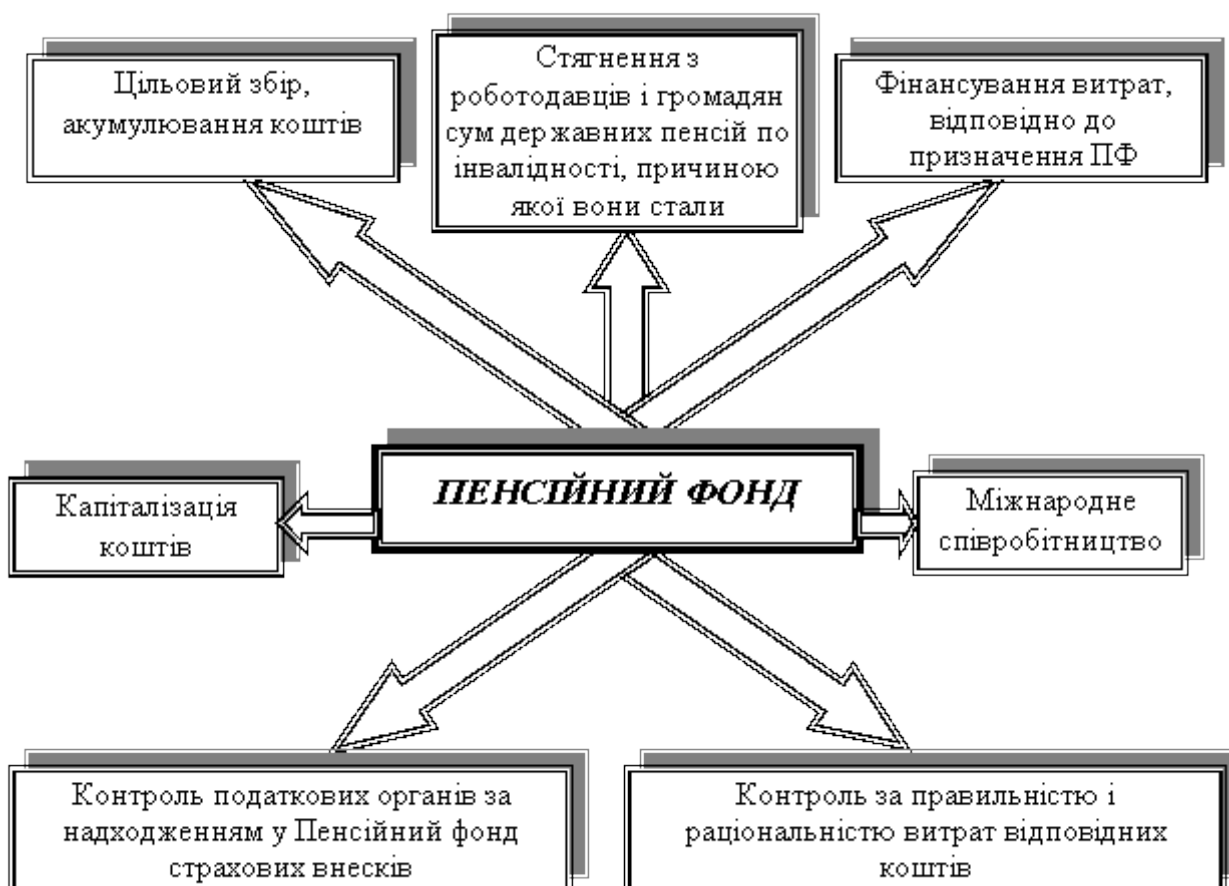 Цільовий збір,
акумулювання коштів
Стягнення з
роботодавців і громадян
сум державних пенсій по
інвалідності, причиною
якої вони стали
Фінансування витрат,
відповідно до
призначення ПФ
Капіталізація
коштів
ПЕНСІЙНИЙ ФОНД
Міжнародне
співробітництво
Контроль податкових органів за
надходженням у Пенсійний фонд
страхових внесків
Контроль за правильністю і
раціональністю витрат відповідних
коштів